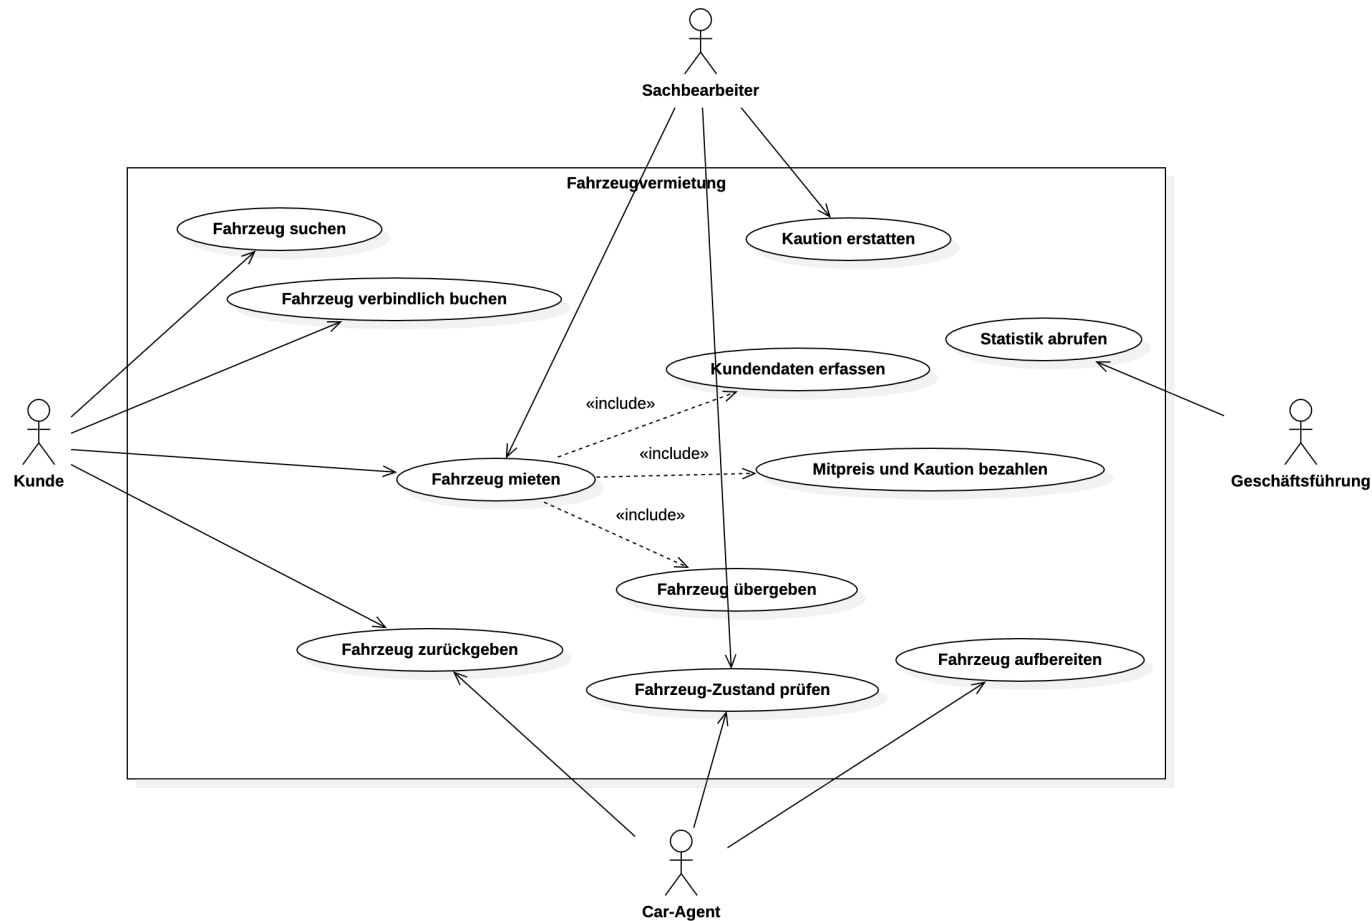 Sachbearbeiter
Fahrzeugvermietung
Fahrzeug suchen
Kaution erstatten
Fahrzeug verbindlich buchen
Statistik abrufen
Kundendaten erfassen
«include»
«include»
Mitpreis und Kaution bezahlen
Kunde
Fahrzeug mieten
Geschäftsführung
«include»
Fahrzeug übergeben
Fahrzeug zurückgeben
Fahrzeug aufbereiten
Fahrzeug-Zustand prüfen
Car-Agent